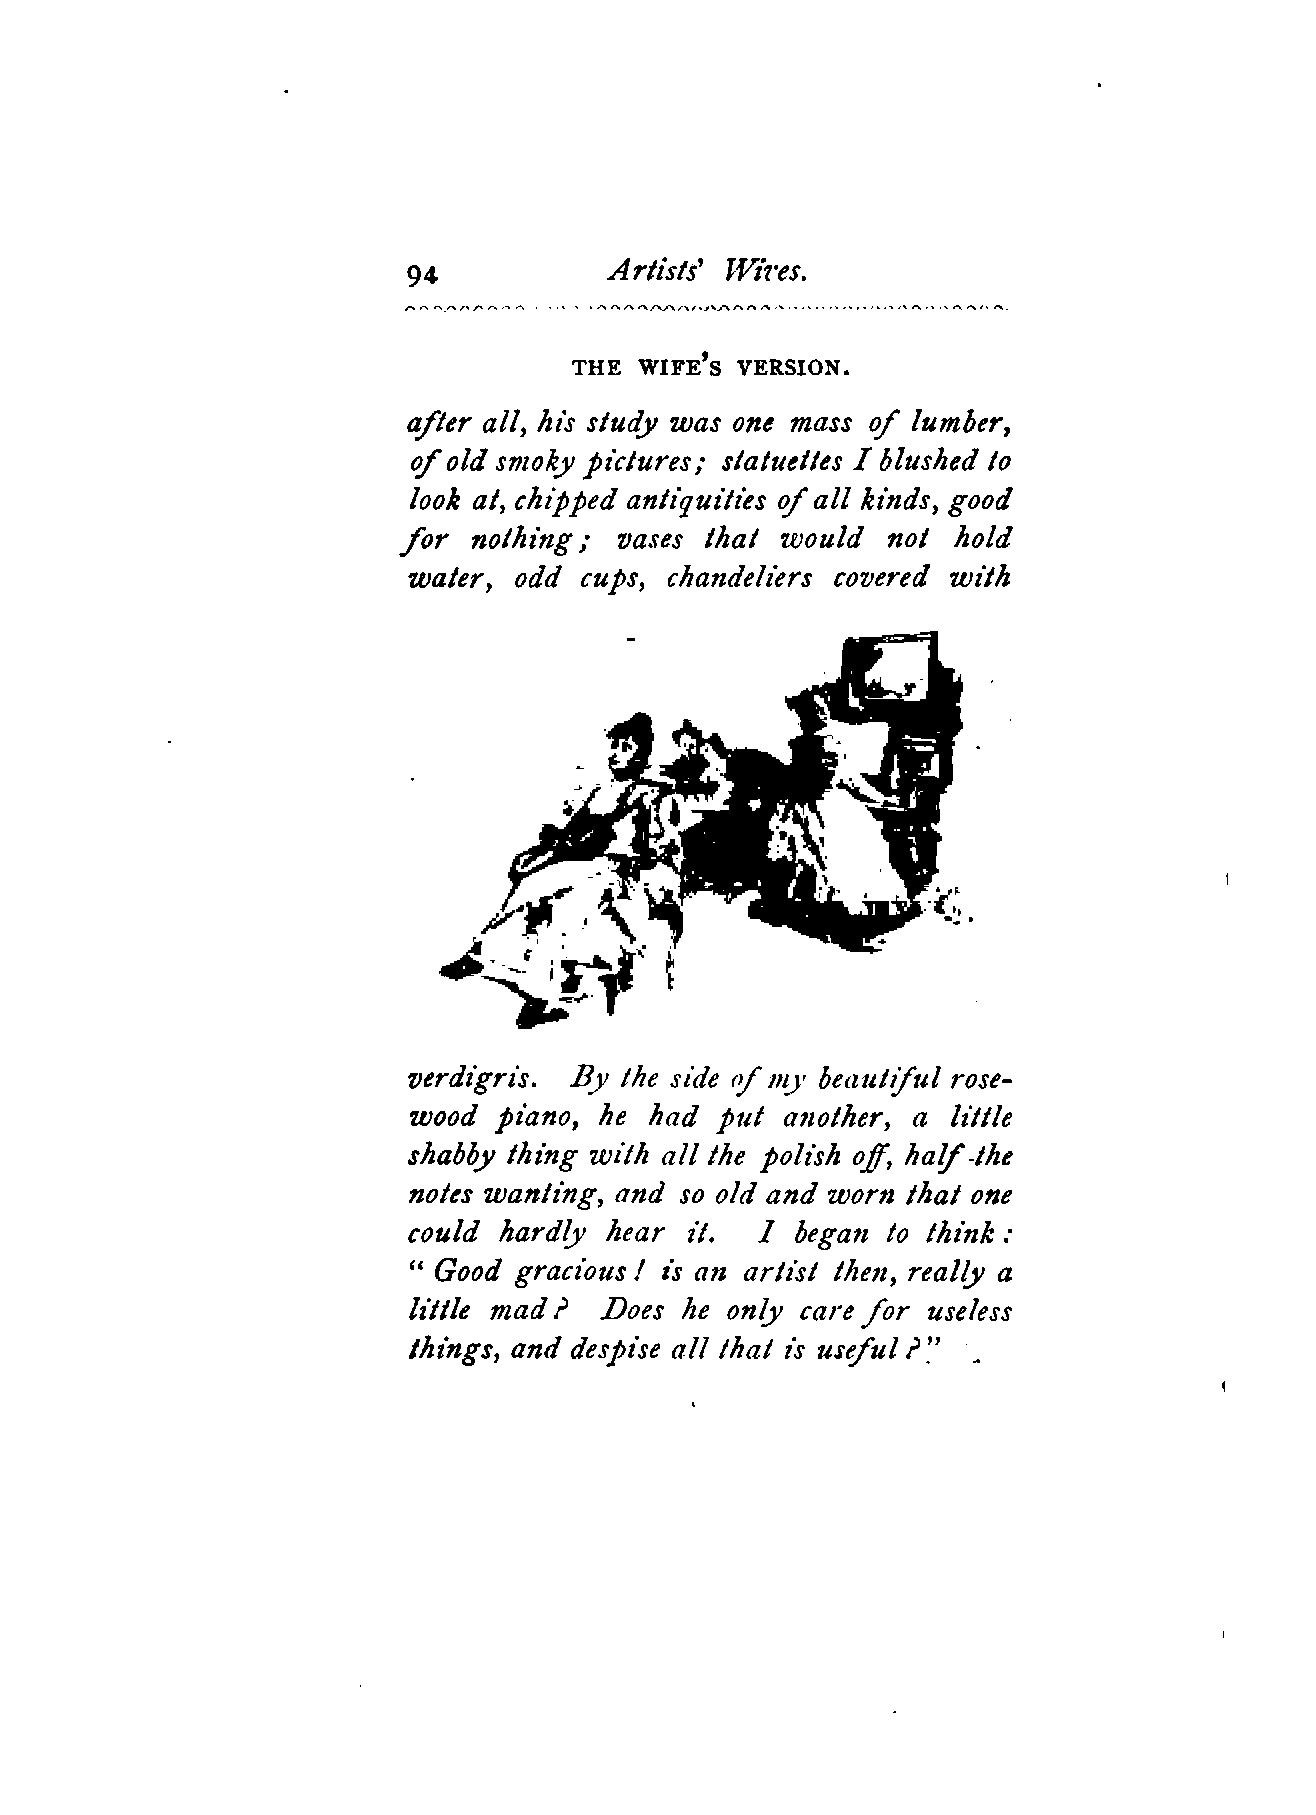 94 Artists' Wives.
THE WIFE'S VERSION.
after all, his study was one mass of lumber,
of old smoky pictures; statuettes I blushed to
look at, chipped antiquities of all kinds, good
for nothing; vases that would not hold
water, odd cups, chandeliers covered with
verdigris. By the side of my beautiful rose-
wood piano, he had put another, a little
shabby thing with all the polish off, half-the
notes wanting, and so old and worn that one
could hardly hear it. I began to think:
"Good gracious! is an artist then, really a
little mad? Does he only care for useless
things, and despise all that is useful?"